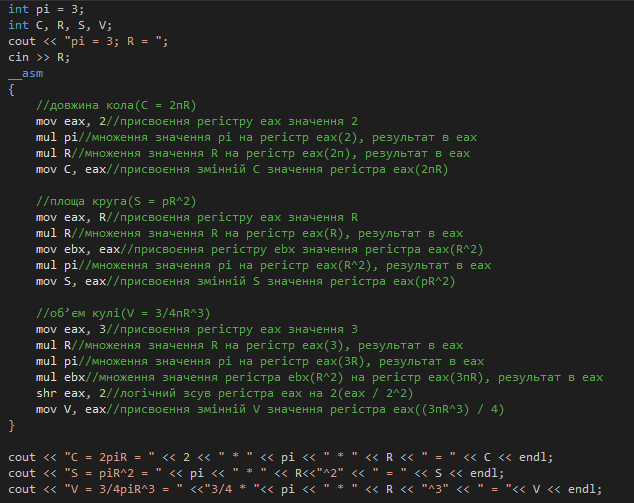 int pi = 3;
int C, R, S, V;
cout << "pi = 3; R = ";
cin >> R;
__asm
{
    //довжина кола(C = 2пR)
    mov eax, 2//присвоєння регістру eax значення 2
    mul pi//множення значення pi на регістр eax(2), результат в eax
    mul R//множення значення R на регістр eax(2п), результат в eax
    mov C, eax//присвоєння змінній C значення регістра eax(2пR)

    //площа круга(S = pR^2)
    mov eax, R//присвоєння регістру eax значення R
    mul R//множення значення R на регістр eax(R), результат в eax
    mov ebx, eax//присвоєння регістру ebx значення регістра eax(R^2)
    mul pi//множення значення pi на регістр eax(R^2), результат в eax
    mov S, eax//присвоєння змінній S значення регістра eax(pR^2)

    //об’єм кулі(V = 3/4пR^3)
    mov eax, 3//присвоєння регістру eax значення 3
    mul R//множення значення R на регістр eax(3), результат в eax
    mul pi//множення значення pi на регістр eax(3R), результат в eax
    mul ebx//множення значення регістра ebx(R^2) на регістр eax(3пR), результат в eax
    shr eax, 2//логічний зсув регістра eax на 2(eax / 2^2)
    mov V, eax//присвоєння змінній V значення регістра eax((3пR^3) / 4)
}

cout << "C = 2piR = " << 2 << " * " << pi << " * " << R << " = " << C << endl;
cout << "S = piR^2 = " << pi << " * " << R<<"^2" << " = " << S << endl;
cout << "V = 3/4piR^3 = " <<"3/4 * "<< pi << " * " << R << "^3" << " = "<< V << endl;